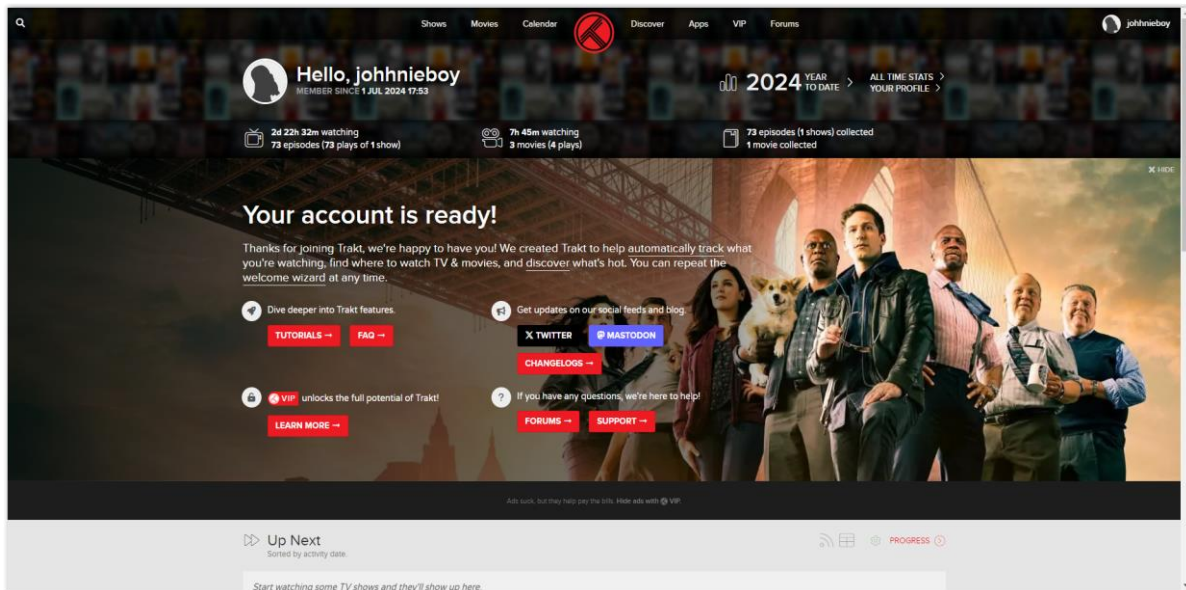 Shows Movies Calendar Discover Apps VIP Forums johhnieboy
Hello, johhnieboy
MEMBER SINCE 1 JUL 2024 17:53
2024 YEAR TO DATE
ALL TIME STATS
YOUR PROFILE
2d 22h 32m watching
73 episodes (73 plays of 1 show)
7h 45m watching
3 movies (4 plays)
73 episodes (1 shows) collected
1 movie collected
X HIDE
Your account is ready!
Thanks for joining Trakt, we're happy to have you! We created Trakt to help automatically track what
you're watching, find where to watch TV & movies, and discover what's hot. You can repeat the
welcome wizard at any time.
Dive deeper into Trakt features.
TUTORIALS → FAQ →
Get updates on our social feeds and blog.
X TWITTER MASTODON
CHANGELOGS →
VIP unlocks the full potential of Trakt!
LEARN MORE →
? If you have any questions, we're here to help!
FORUMS → SUPPORT →
Ads suck, but they help pay the bills. Hide ads with VIP.
Up Next
Sorted by activity date.
PROGRESS
Start watching some TV shows and they'll show up here.